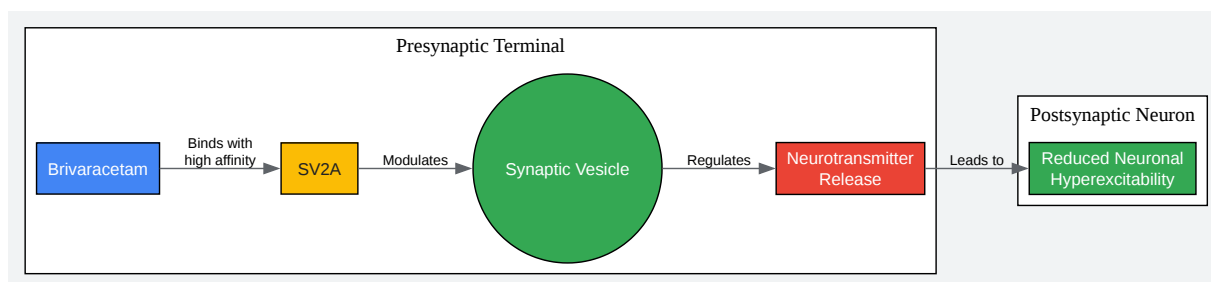 Presynaptic Terminal
Brivaracetam
Binds with
high affinity
SV2A
Modulates
Synaptic Vesicle
Regulates
Neurotransmitter
Release
Leads to
Postsynaptic Neuron
Reduced Neuronal
Hyperexcitability